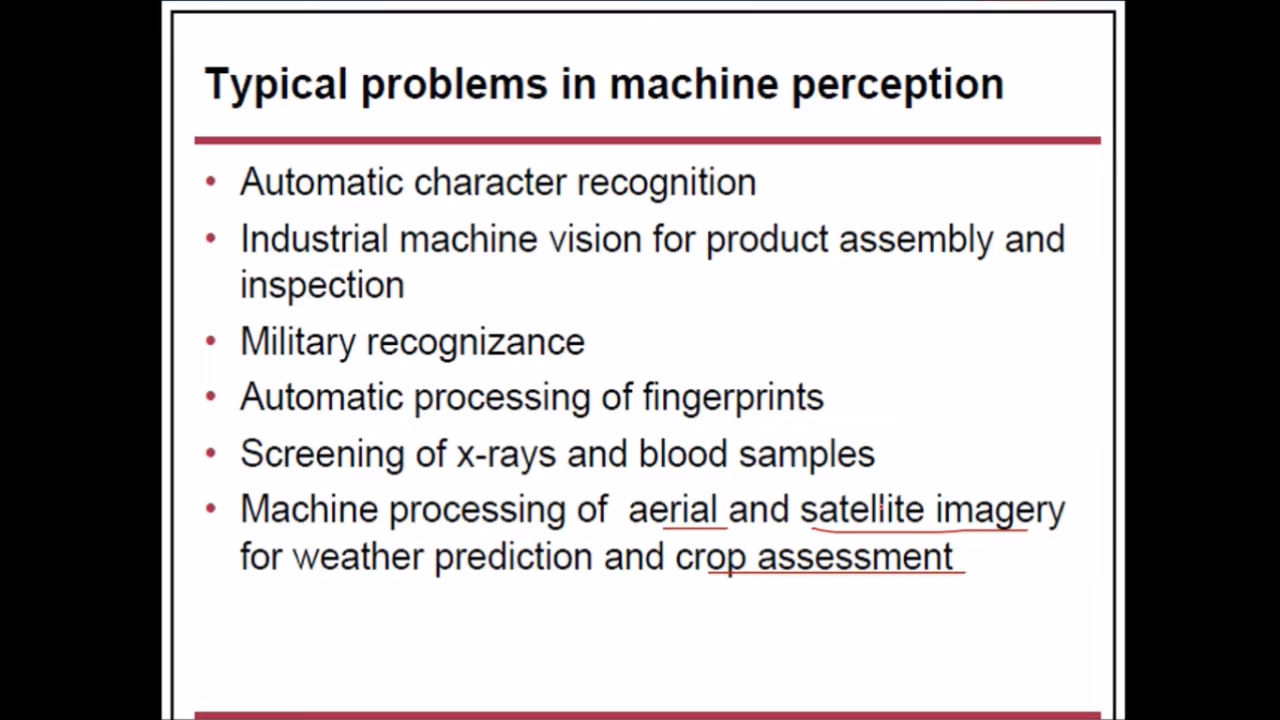 Typical problems in machine perception
• Automatic character recognition
• Industrial machine vision for product assembly and
inspection
• Military recognizance
• Automatic processing of fingerprints
• Screening of x-rays and blood samples
• Machine processing of aerial and satellite imagery
for weather prediction and crop assessment